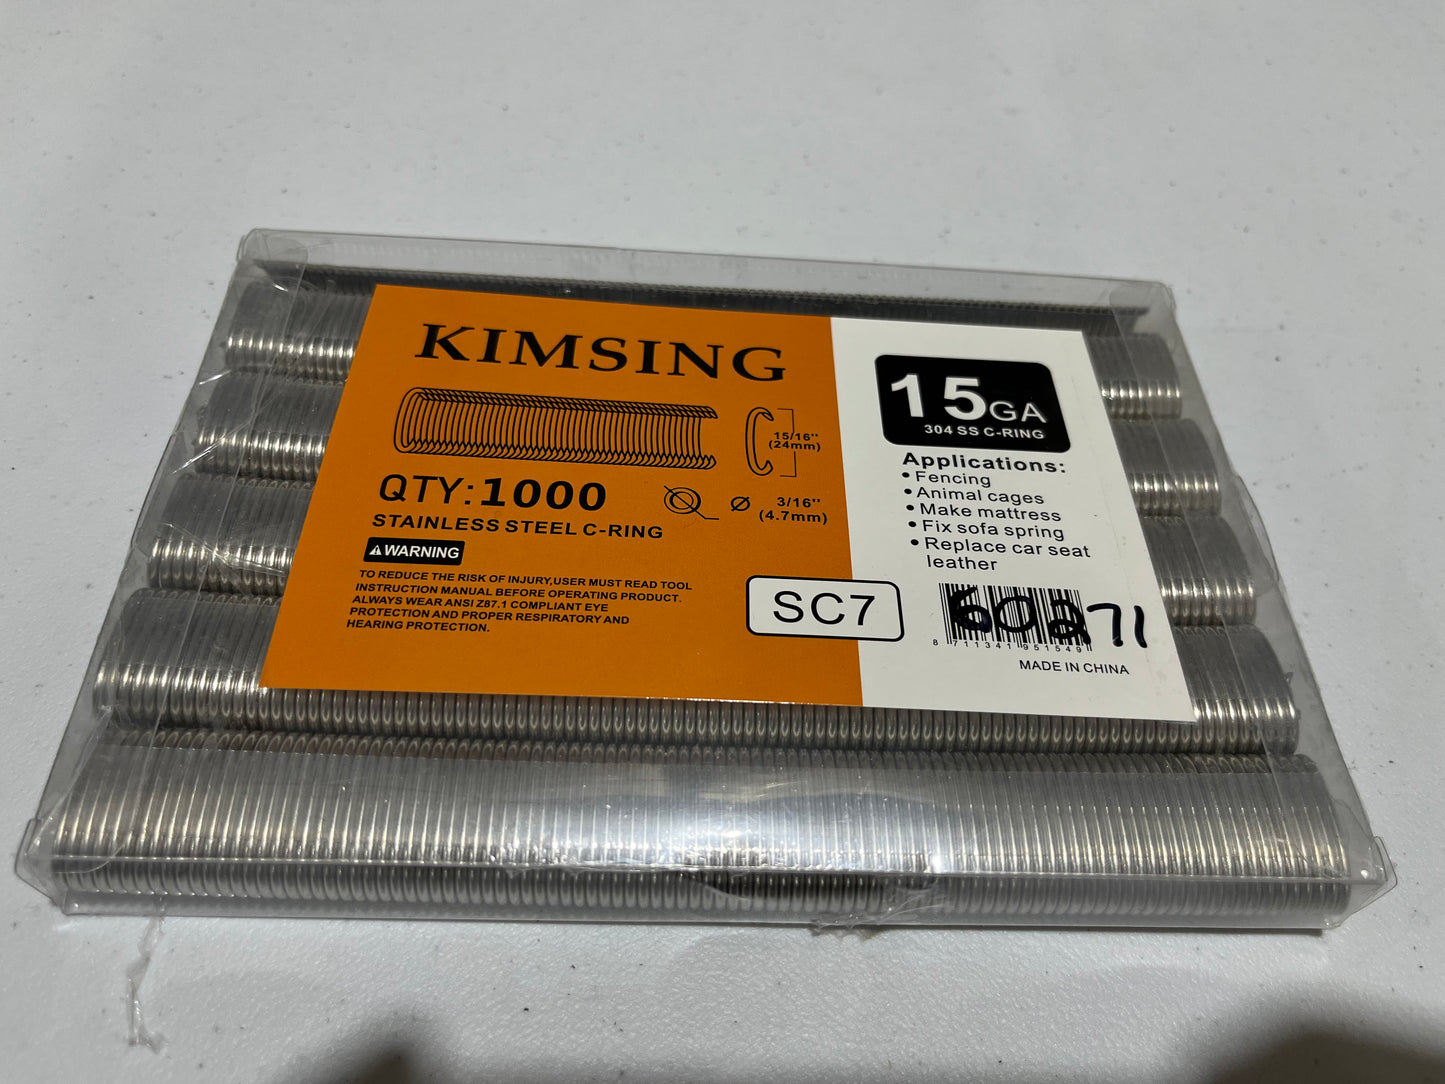 KIMSING
15/16''
(24mm)
QTY:1000
3/16''
(4.7mm)
STAINLESS STEEL C-RING
WARNING
TO REDUCE THE RISK OF INJURY,USER MUST READ TOOL
INSTRUCTION MANUAL BEFORE OPERATING PRODUCT.
ALWAYS WEAR ANSI Z87.1 COMPLIANT EYE
PROTECTION AND PROPER RESPIRATORY AND
HEARING PROTECTION.
SC7
15GA
304 SS C-RING
Applications:
• Fencing
• Animal cages
• Make mattress
• Fix sofa spring
• Replace car seat
leather
60271
8 711341 951549
MADE IN CHINA